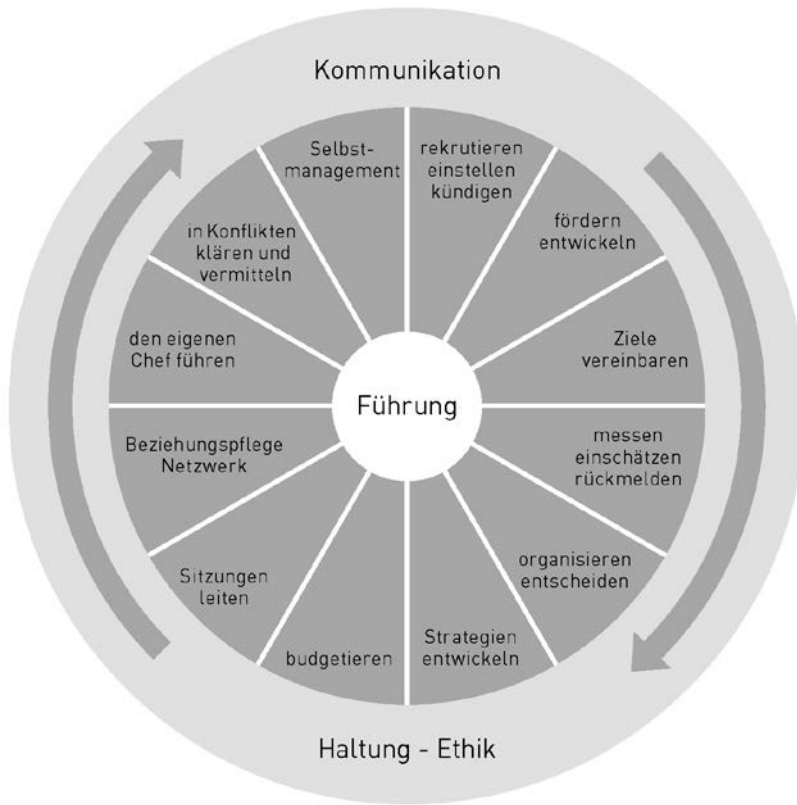 Kommunikation
Selbst-
management
rekrutieren
einstellen
kündigen
fördern
entwickeln
Ziele
vereinbaren
messen
einschätzen
rückmelden
organisieren
entscheiden
Strategien
entwickeln
budgetieren
Sitzungen
leiten
Beziehungspflege
Netzwerk
den eigenen
Chef führen
in Konflikten
klären und
vermitteln
Führung
Haltung - Ethik